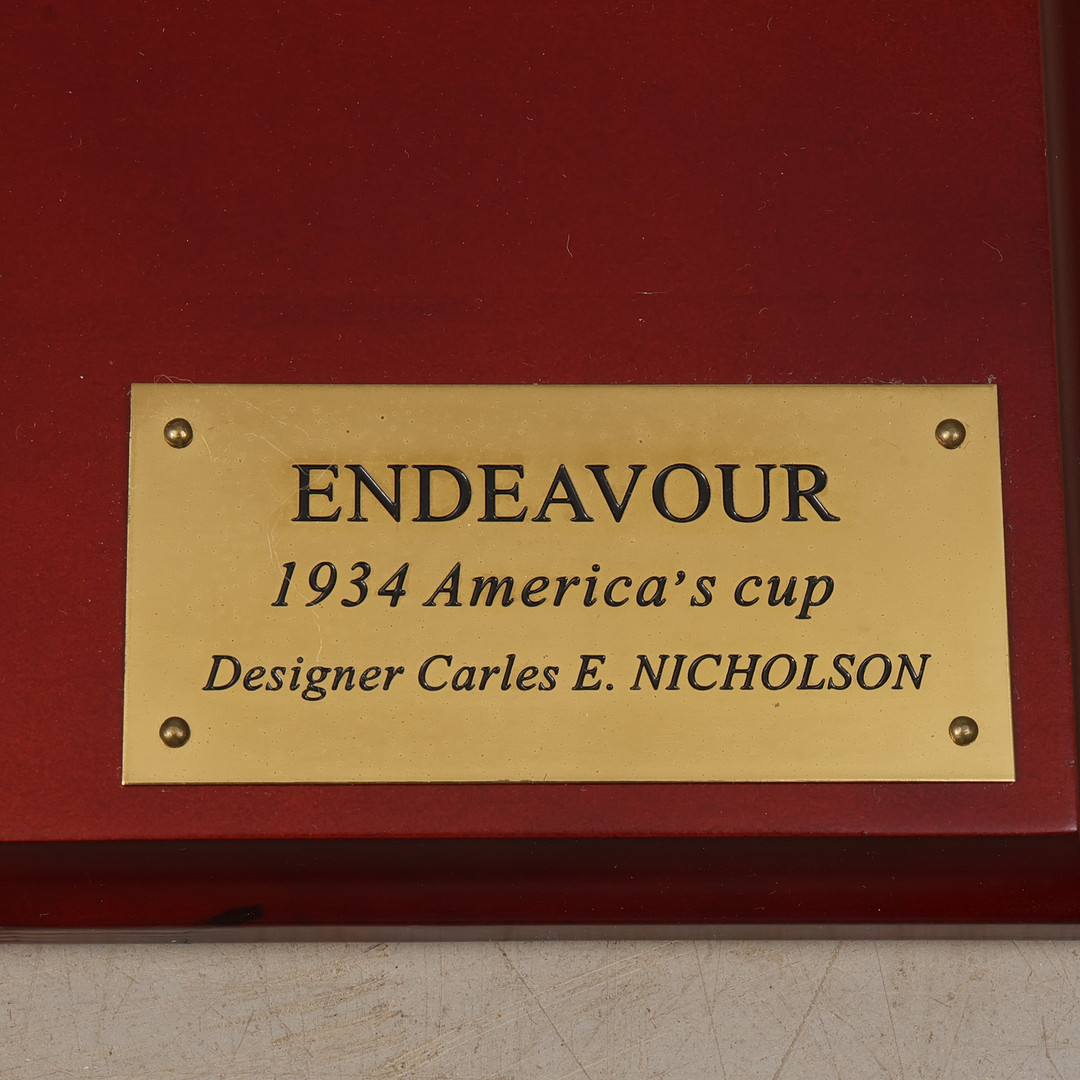 ENDEAVOUR
1934 America's cup
Designer Carles E. NICHOLSON